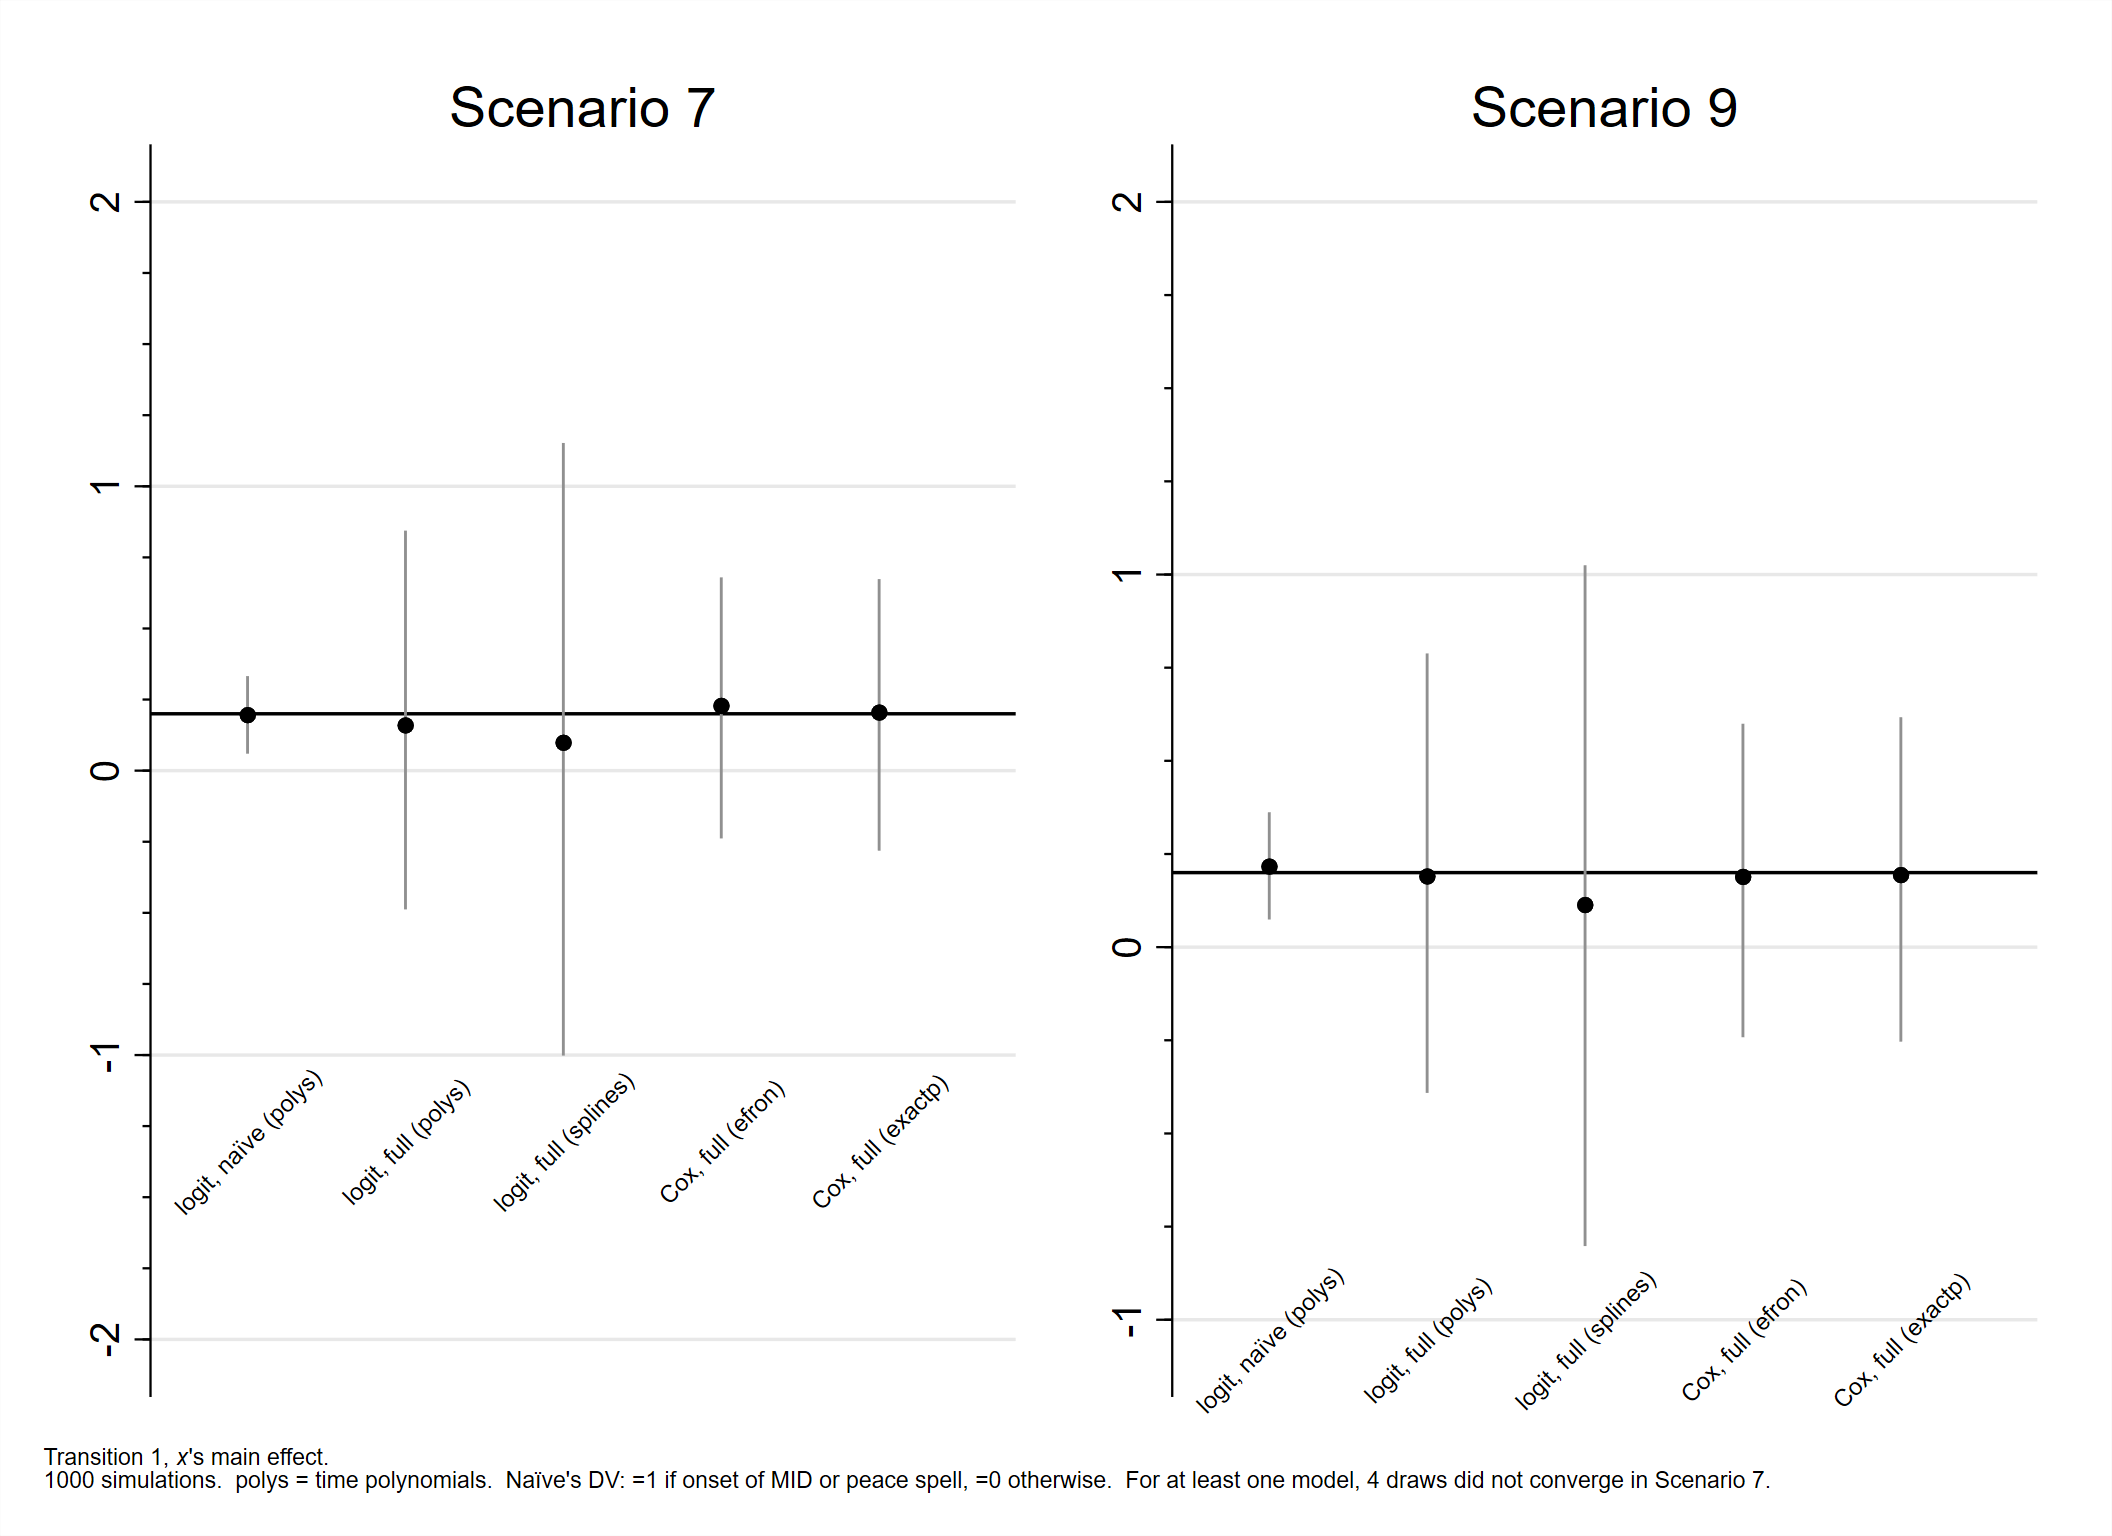 Scenario 7
2
1
0
-1
-2
logit, naïve (polys)
logit, full (polys)
logit, full (splines)
Cox, full (efron)
Cox, full (exactp)
Scenario 9
2
1
0
-1
logit, naïve (polys)
logit, full (polys)
logit, full (splines)
Cox, full (efron)
Cox, full (exactp)
Transition 1, x's main effect.
1000 simulations.  polys = time polynomials.  Naïve's DV: =1 if onset of MID or peace spell, =0 otherwise.  For at least one model, 4 draws did not converge in Scenario 7.